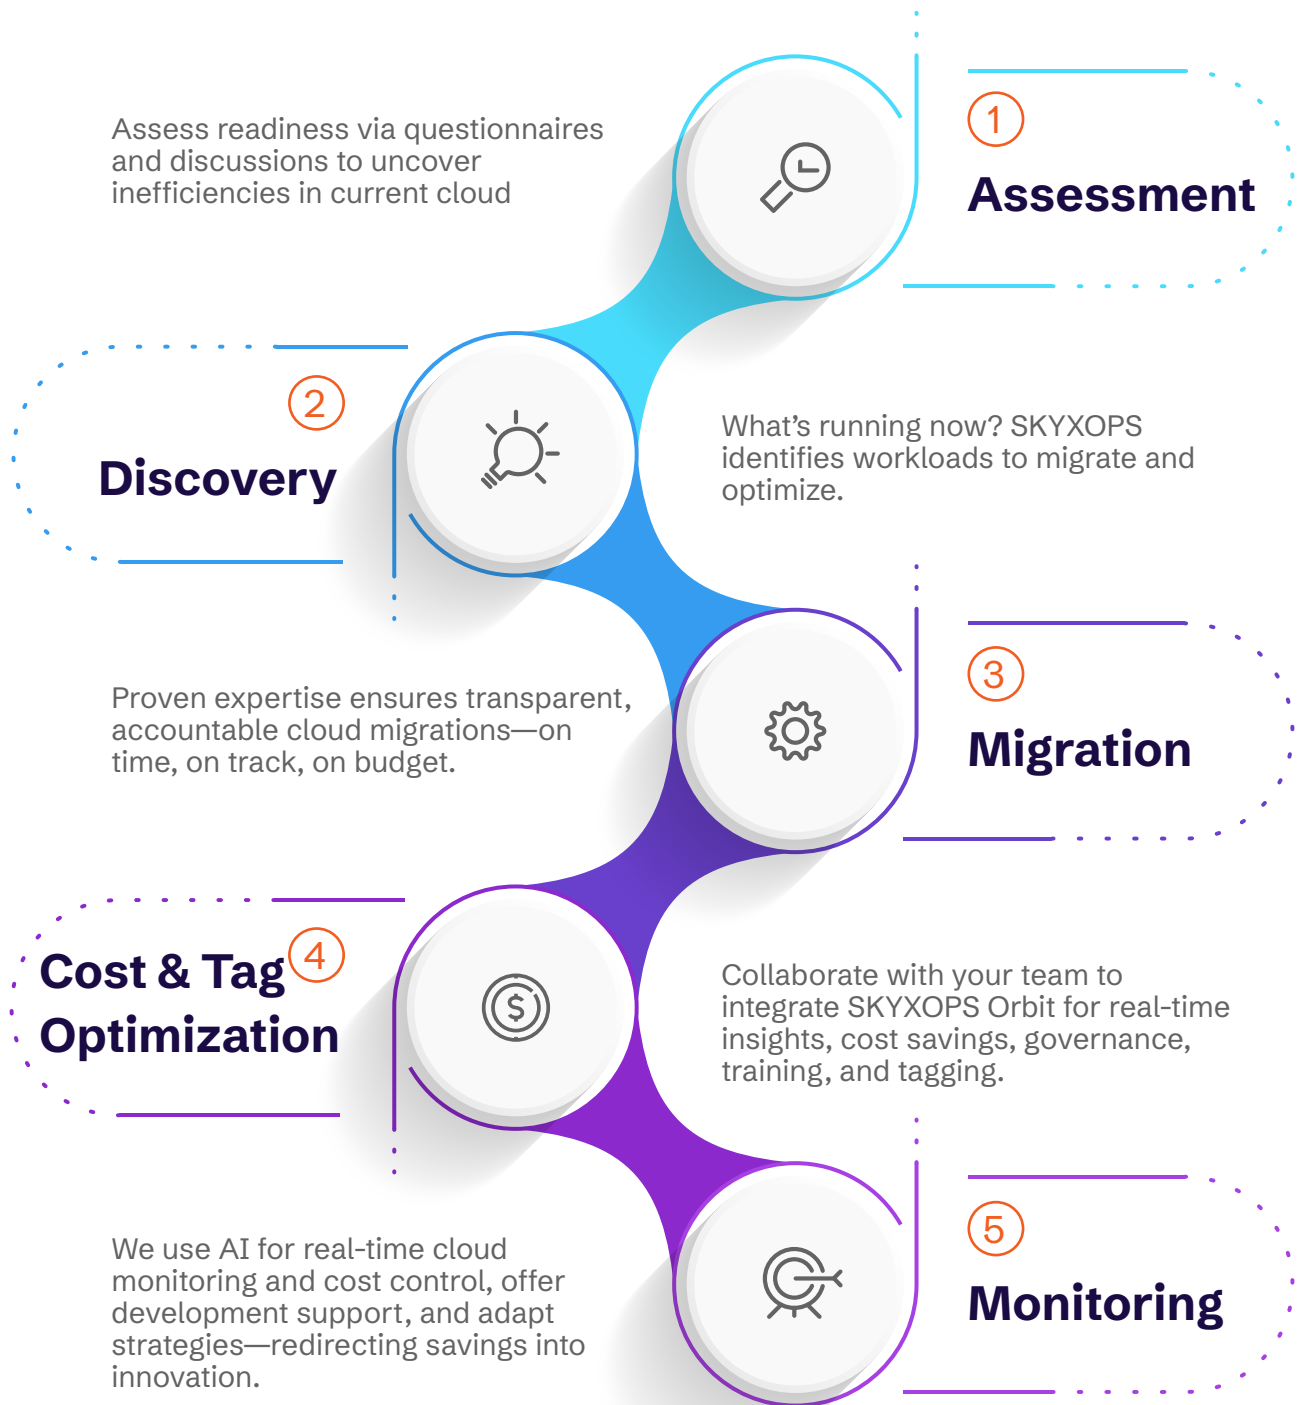 Assess readiness via questionnaires
and discussions to uncover
inefficiencies in current cloud
1
Assessment
2
Discovery
What’s running now? SKYXOPS
identifies workloads to migrate and
optimize.
Proven expertise ensures transparent,
accountable cloud migrations—on
time, on track, on budget.
3
Migration
4
Cost & Tag
Optimization
$
Collaborate with your team to
integrate SKYXOPS Orbit for real-time
insights, cost savings, governance,
training, and tagging.
We use AI for real-time cloud
monitoring and cost control, offer
development support, and adapt
strategies—redirecting savings into
innovation.
5
Monitoring